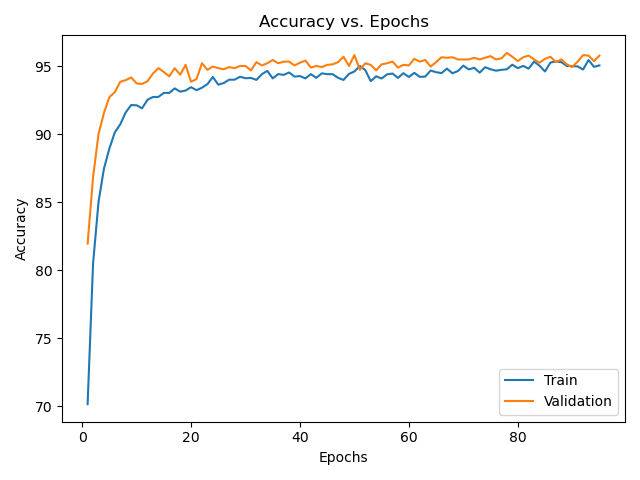 Accuracy vs. Epochs
Accuracy
95
90
85
80
75
70
0 20 40 60 80
Epochs
Train
Validation